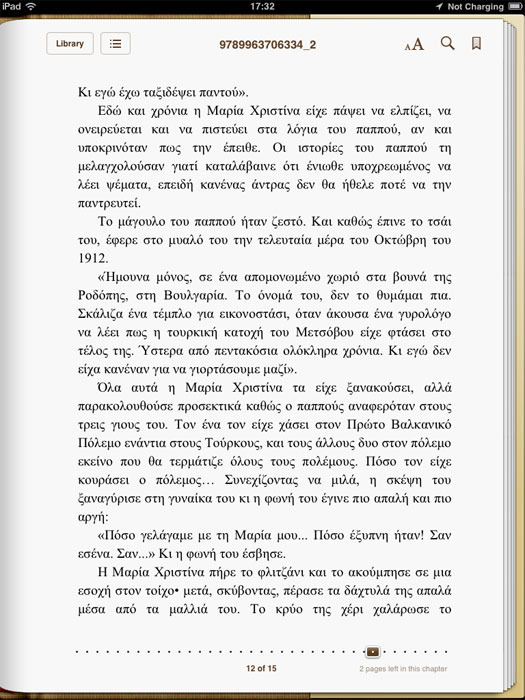 iPad 17:32 Not Charging
Library 9789963706334_2 AA
Κι εγώ έχω ταξιδέψει παντού».
Εδώ και χρόνια η Μαρία Χριστίνα είχε πάψει να ελπίζει, να
ονειρεύεται και να πιστεύει στα λόγια του παππού, αν και
υποκρινόταν πως την έπειθε. Οι ιστορίες του παππού τη
μελαγχολούσαν γιατί καταλάβαινε ότι ένιωθε υποχρεωμένος να
λέει ψέματα, επειδή κανένας άντρας δεν θα ήθελε ποτέ να την
παντρευτεί.
Το μάγουλο του παππού ήταν ζεστό. Και καθώς έπινε το τσάι
του, έφερε στο μυαλό του την τελευταία μέρα του Οκτώβρη του
1912.
«Ήμουνα μόνος, σε ένα απομονωμένο χωριό στα βουνά της
Ροδόπης, στη Βουλγαρία. Το όνομά του, δεν το θυμάμαι πια.
Σκάλιζα ένα τέμπλο για εικονοστάσι, όταν άκουσα ένα γυρολόγο
να λέει πως η τουρκική κατοχή του Μετσόβου είχε φτάσει στο
τέλος της. Ύστερα από πεντακόσια ολόκληρα χρόνια. Κι εγώ δεν
είχα κανέναν για να γιορτάσουμε μαζί».
Όλα αυτά η Μαρία Χριστίνα τα είχε ξανακούσει, αλλά
παρακολουθούσε προσεκτικά καθώς ο παππούς αναφερόταν στους
τρεις γιους του. Τον ένα τον είχε χάσει στον Πρώτο Βαλκανικό
Πόλεμο ενάντια στους Τούρκους, και τους άλλους δυο στον πόλεμο
εκείνο που θα τερμάτιζε όλους τους πολέμους. Πόσο τον είχε
κουράσει ο πόλεμος… Συνεχίζοντας να μιλά, η σκέψη του
ξαναγύρισε στη γυναίκα του κι η φωνή του έγινε πιο απαλή και πιο
αργή:
«Πόσο γελάγαμε με τη Μαρία μου... Πόσο έξυπνη ήταν! Σαν
εσένα. Σαν...» Κι η φωνή του έσβησε.
Η Μαρία Χριστίνα πήρε το φλιτζάνι και το ακούμπησε σε μια
εσοχή στον τοίχο• μετά, σκύβοντας, πέρασε τα δάχτυλά της απαλά
μέσα από τα μαλλιά του. Το κρύο της χέρι χαλάρωσε το
12 of 15 2 pages left in this chapter